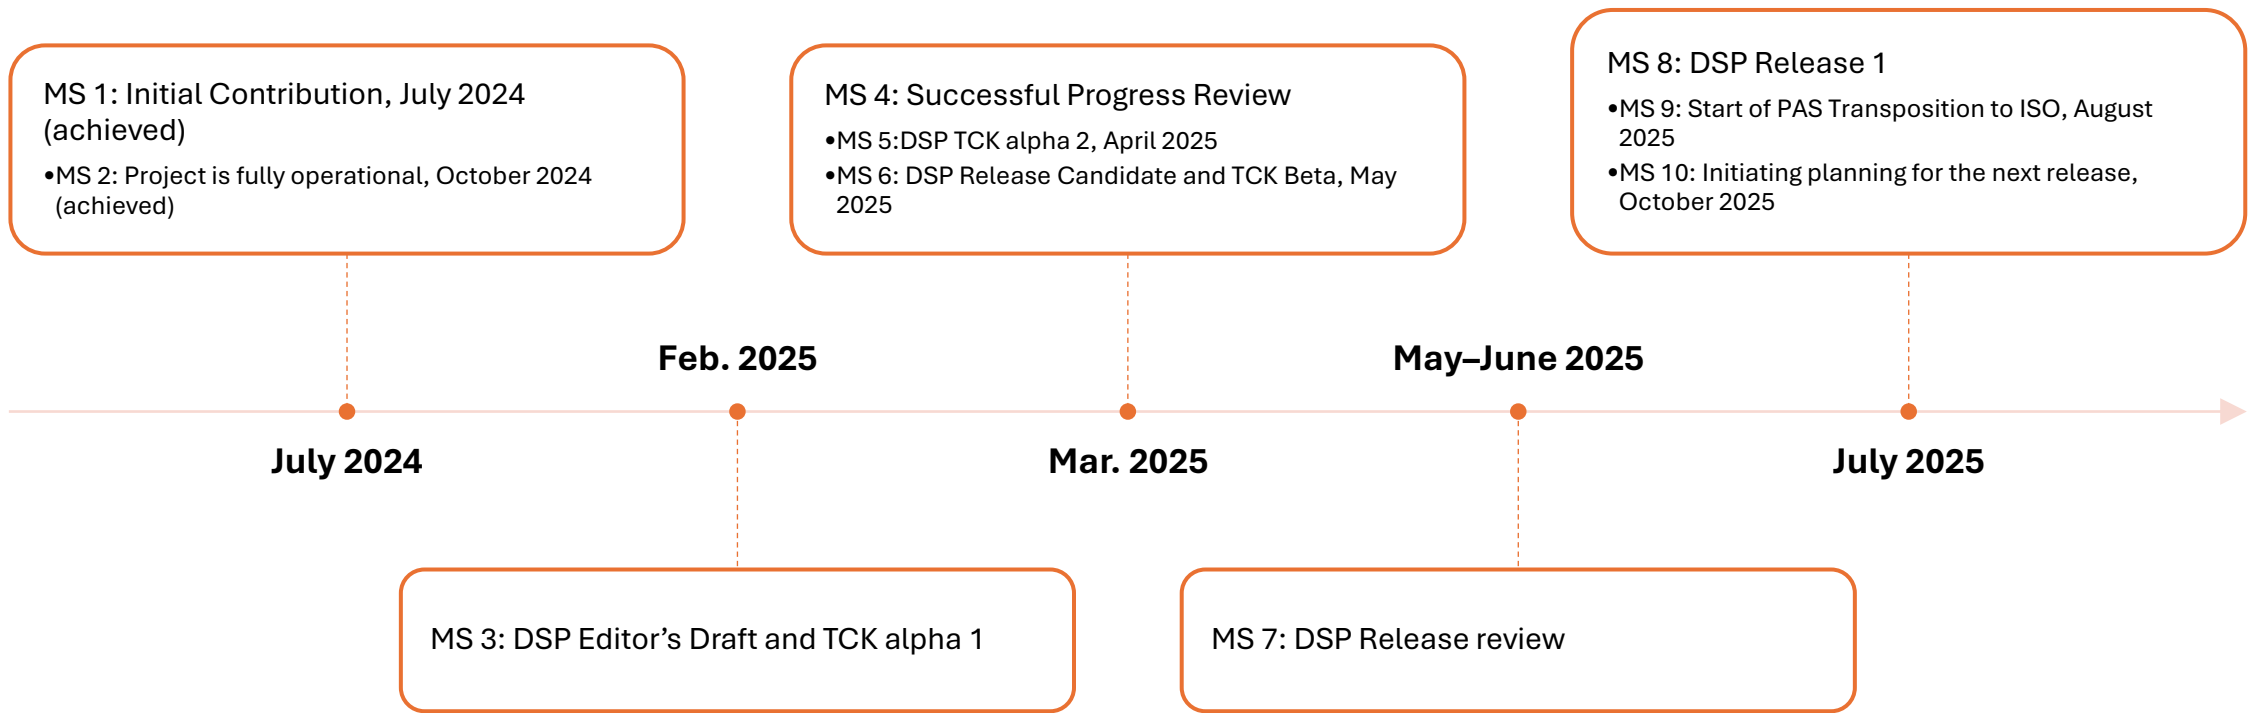 MS 1: Initial Contribution, July 2024
(achieved)
•MS 2: Project is fully operational, October 2024
(achieved)
MS 4: Successful Progress Review
•MS 5:DSP TCK alpha 2, April 2025
•MS 6: DSP Release Candidate and TCK Beta, May
2025
MS 8: DSP Release 1
•MS 9: Start of PAS Transposition to ISO, August
2025
•MS 10: Initiating planning for the next release,
October 2025
Feb. 2025
May–June 2025
July 2024
Mar. 2025
July 2025
MS 3: DSP Editor’s Draft and TCK alpha 1
MS 7: DSP Release review